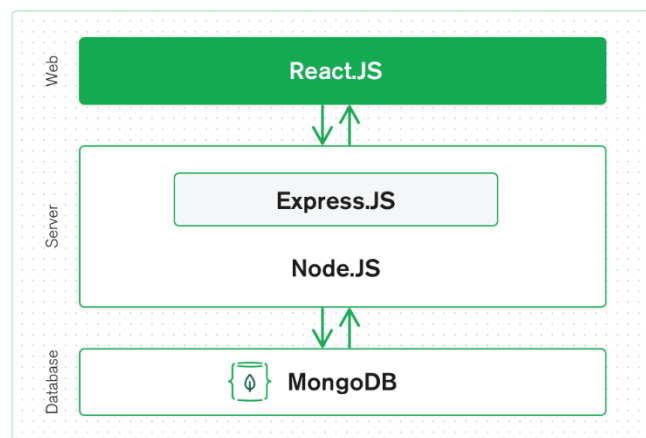 Web
React.JS
Server
Express.JS
Node.JS
Database
MongoDB